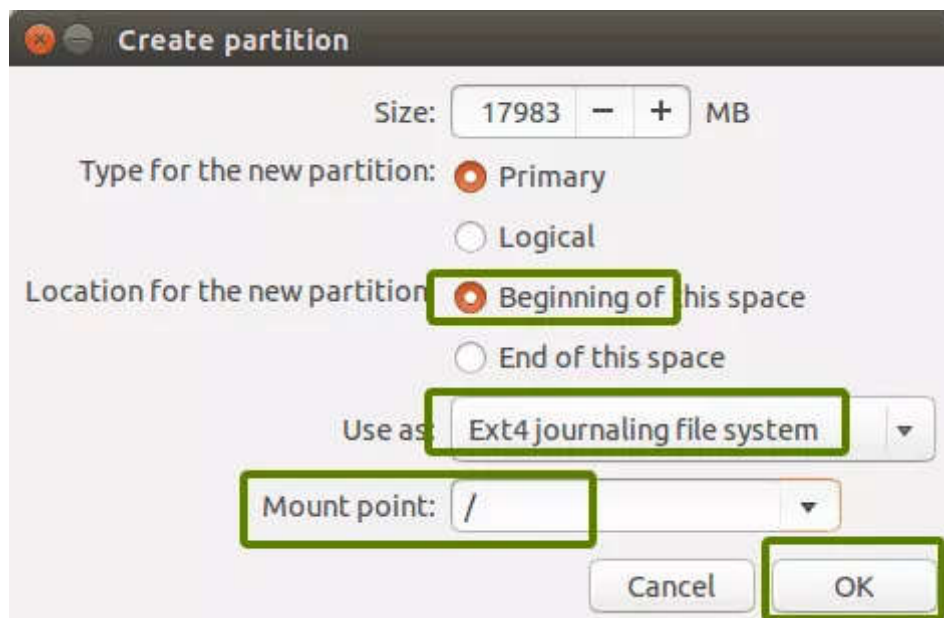 Create partition
Size: 17983 − + MB
Type for the new partition: Primary
Logical
Location for the new partition Beginning of this space
End of this space
Use as: Ext4 journaling file system
Mount point: /
Cancel OK